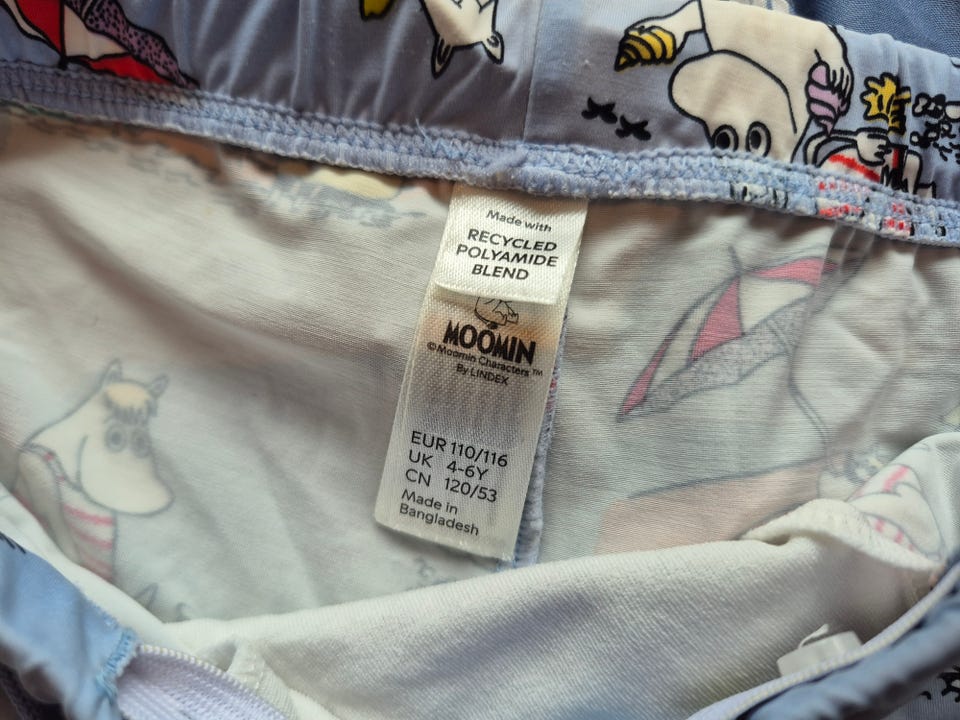 Made with
RECYCLED
POLYAMIDE
BLEND
MOOMIN
©Moomin Characters™
By LINDEX
EUR 110/116
UK 4-6Y
CN 120/53
Made in
Bangladesh